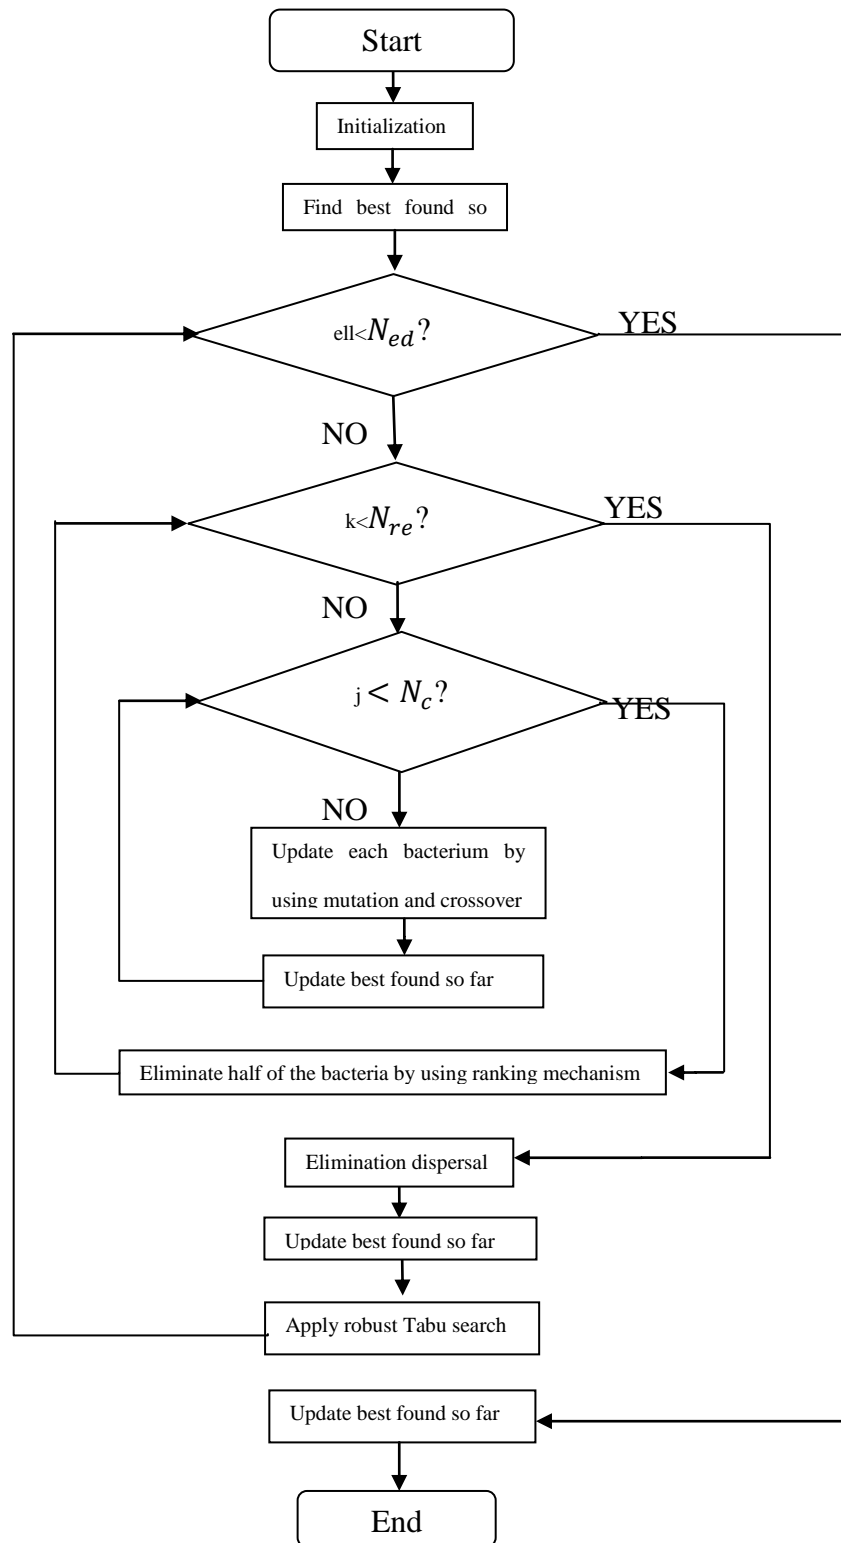 Start
Initialization
Find best found so
ell<N_ed?
YES
NO
k<N_re?
YES
NO
j < N_c?
YES
NO
Update each bacterium by
using mutation and crossover
Update best found so far
Eliminate half of the bacteria by using ranking mechanism
Elimination dispersal
Update best found so far
Apply robust Tabu search
Update best found so far
End